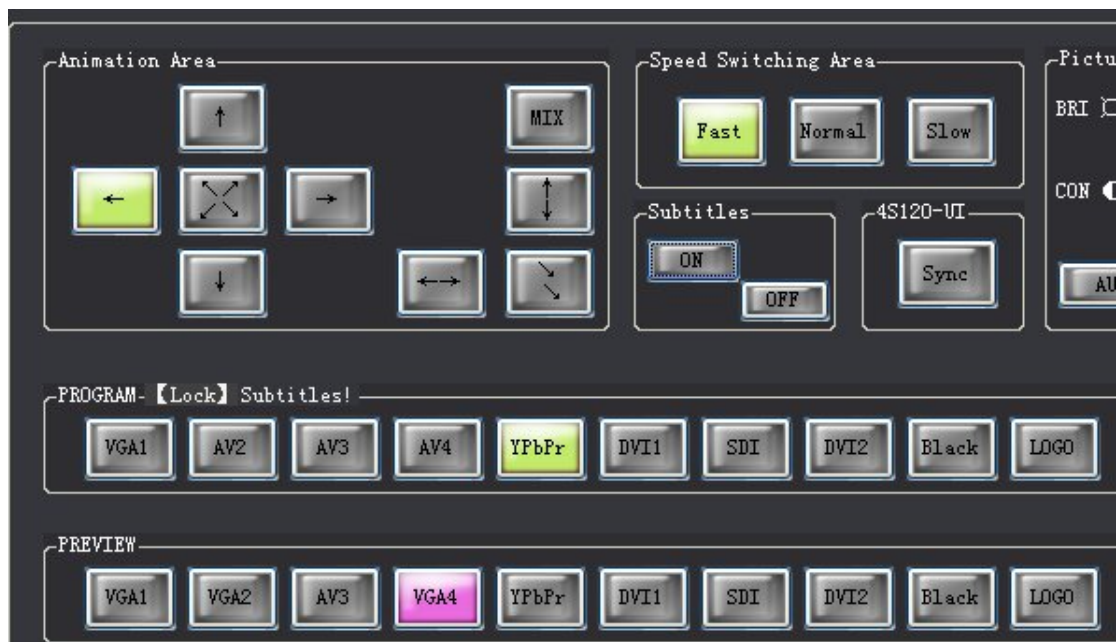 Animation Area
↑
MIX
←
→
↓
←→
Speed Switching Area
Fast Normal Slow
Subtitles
ON
OFF
4S120-UI
Sync
Pictu
BRI
CON
AU
PROGRAM-【Lock】Subtitles!
VGA1 AV2 AV3 AV4 YPbPr DVI1 SDI DVI2 Black LOGO
PREVIEW
VGA1 VGA2 AV3 VGA4 YPbPr DVI1 SDI DVI2 Black LOGO